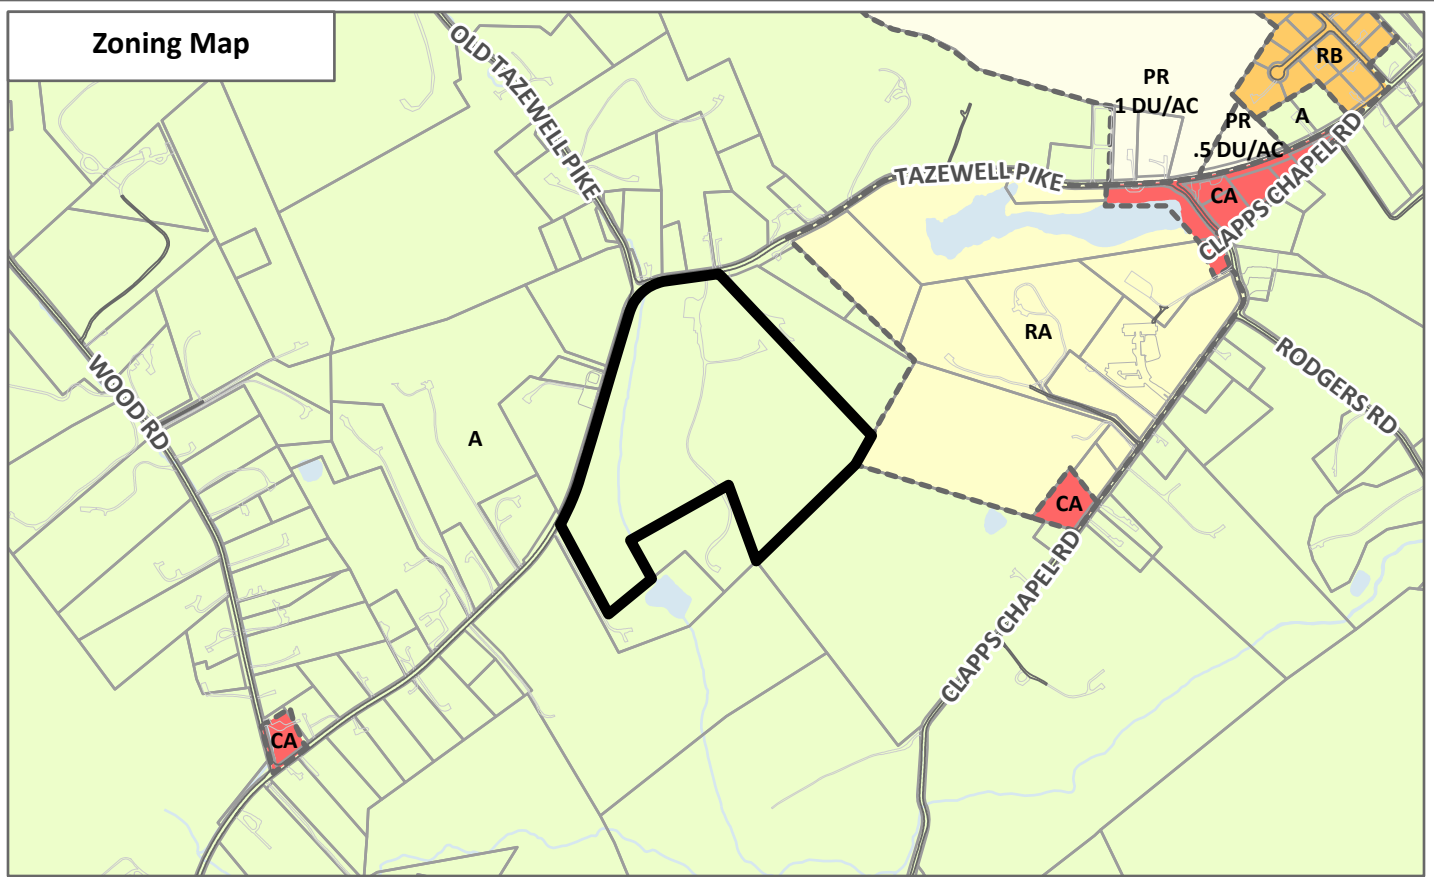 Zoning Map
OLD TAZEWELL PIKE
RB
PR
1 DU/AC
A
PR
.5 DU/AC
TAZEWELL PIKE
CA
CLAPPS CHAPEL RD
RA
RODGERS RD
WOOD RD
A
CA
CLAPPS CHAPEL RD
CA